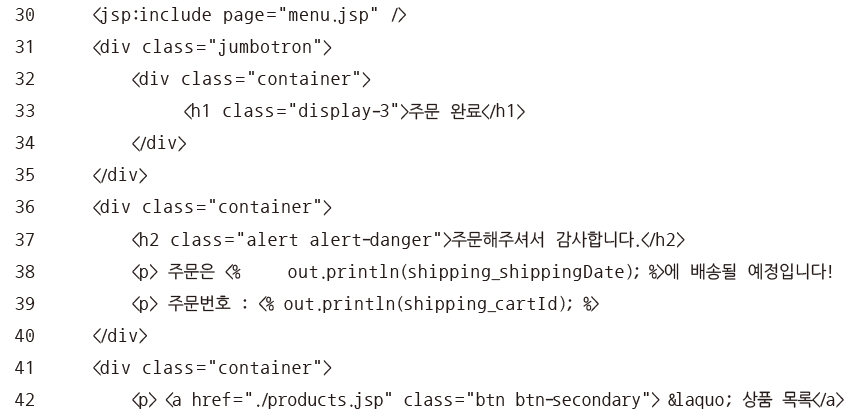 30 <jsp:include page="menu.jsp" />
31 <div class="jumbotron">
32 <div class="container">
33 <h1 class="display-3">주문 완료</h1>
34 </div>
35 </div>
36 <div class="container">
37 <h2 class="alert alert-danger">주문해주셔서 감사합니다.</h2>
38 <p> 주문은 <% out.println(shipping_shippingDate); %>에 배송될 예정입니다!
39 <p> 주문번호 : <% out.println(shipping_cartId); %>
40 </div>
41 <div class="container">
42 <p> <a href="./products.jsp" class="btn btn-secondary"> &laquo; 상품 목록</a>